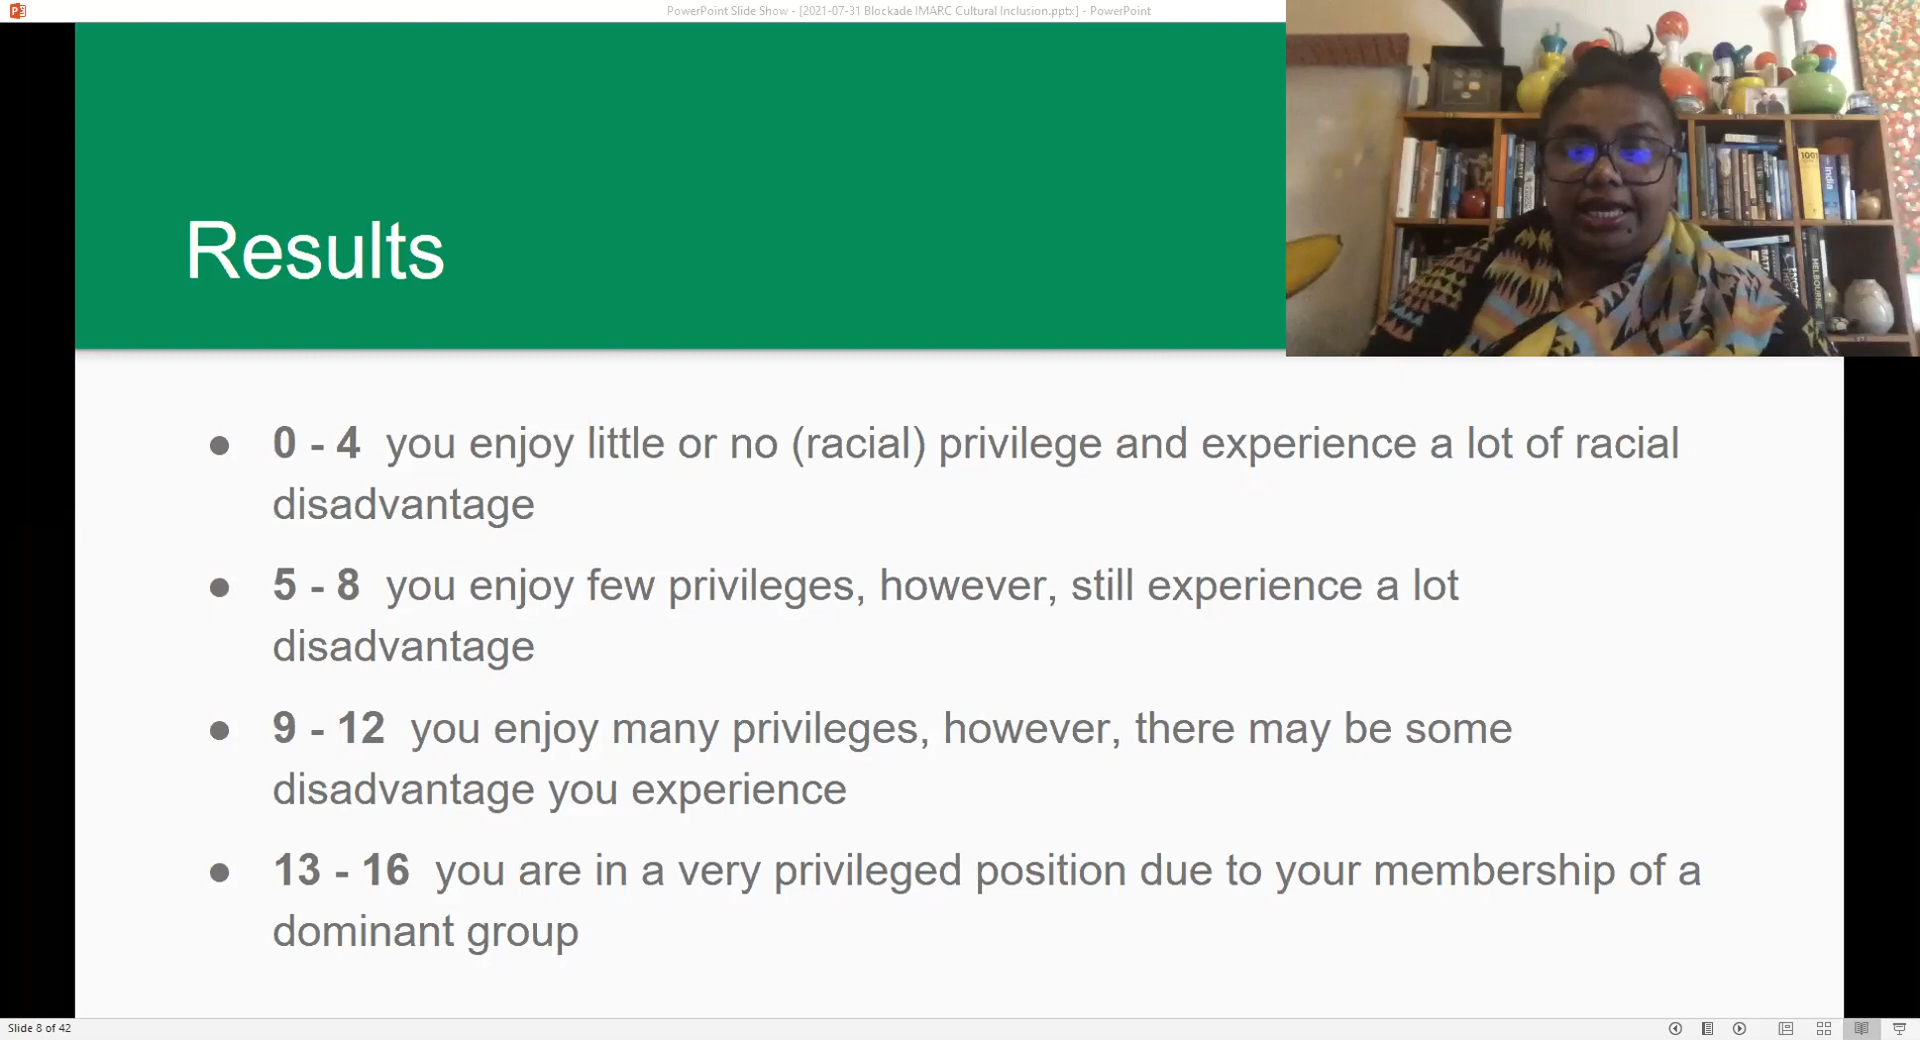 PowerPoint Slide Show - [2021-07-31 Blockade IMARC Cultural Inclusion.pptx] - PowerPoint
Results
1001
India
MELBOURNE
● 0 - 4 you enjoy little or no (racial) privilege and experience a lot of racial
disadvantage
● 5 - 8 you enjoy few privileges, however, still experience a lot
disadvantage
● 9 - 12 you enjoy many privileges, however, there may be some
disadvantage you experience
● 13 - 16 you are in a very privileged position due to your membership of a
dominant group
Slide 8 of 42